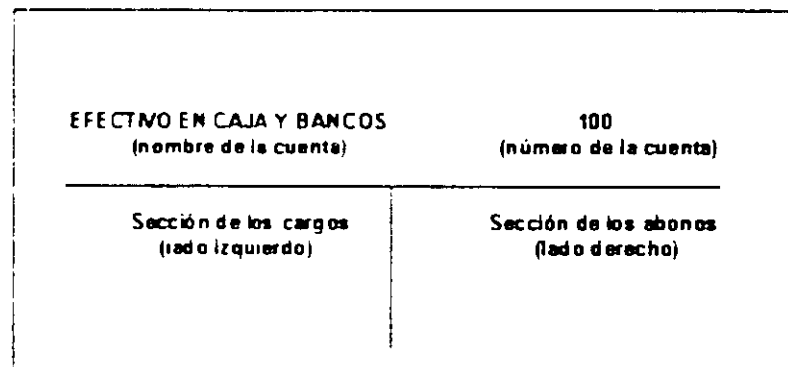 EFECTIVO EN CAJA Y BANCOS 100
(nombre de la cuenta) (número de la cuenta)
Sección de los cargos Sección de los abonos
(lado izquierdo) (lado derecho)